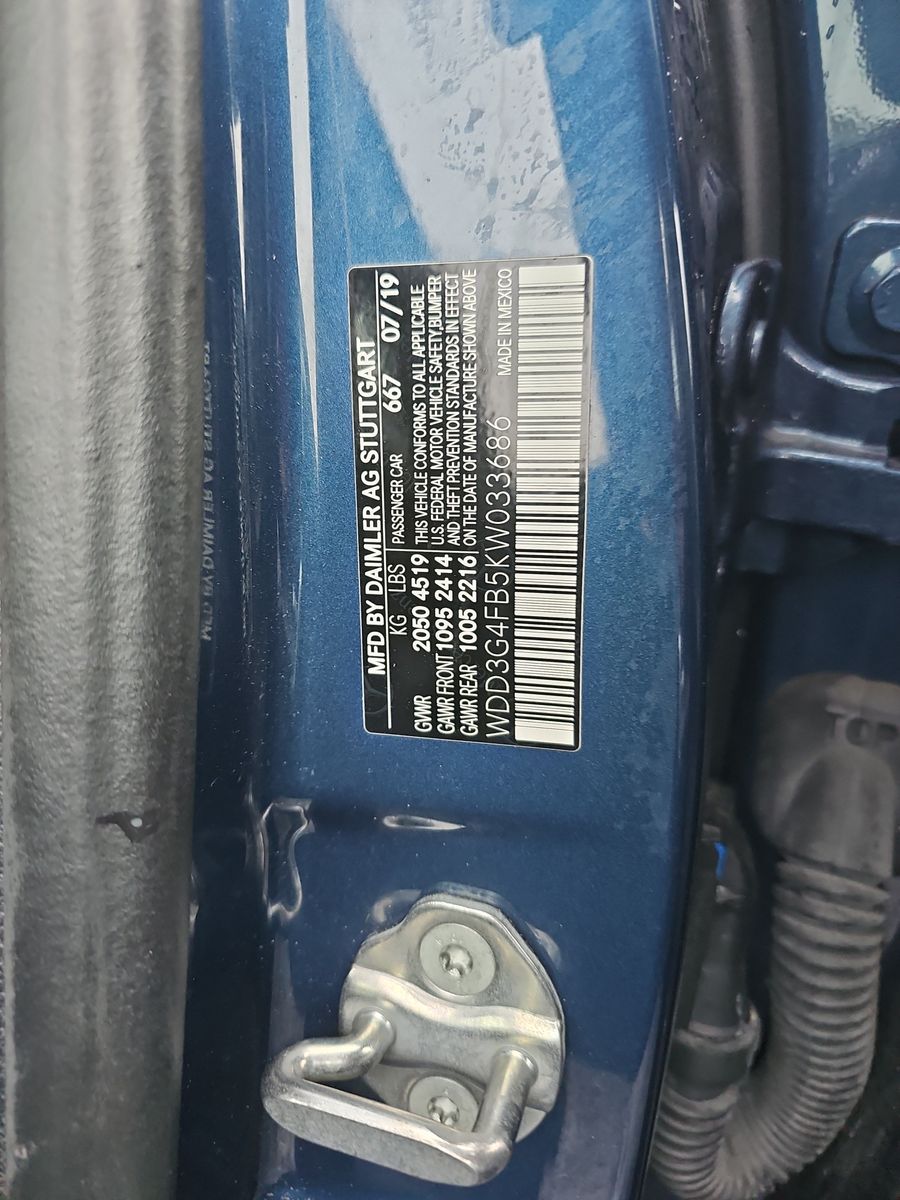 MFD BY DAIMLER AG STUTTGART
KG LBS PASSENGER CAR 667 07/19
GVWR 2050 4519 THIS VEHICLE CONFORMS TO ALL APPLICABLE
U.S. FEDERAL MOTOR VEHICLE SAFETY,BUMPER
GAWR FRONT 1095 2414 AND THEFT PREVENTION STANDARDS IN EFFECT
GAWR REAR 1005 2216 ON THE DATE OF MANUFACTURE SHOWN ABOVE
WDD3G4FB5KW033686 MADE IN MEXICO
TOP